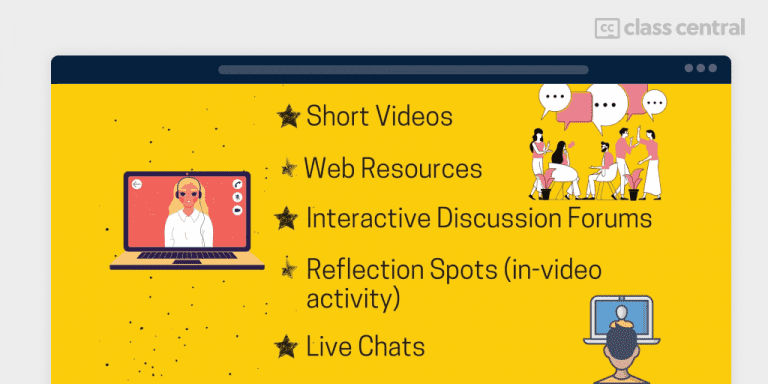 cc class central
Short Videos
Web Resources
Interactive Discussion Forums
Reflection Spots (in-video
activity)
Live Chats